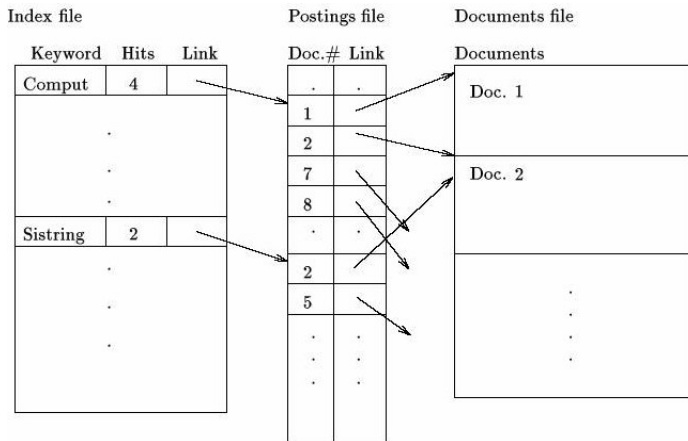 Index file Postings file Documents file
Keyword Hits Link Doc.# Link Documents
Comput 4
Doc. 1
1
2
7 Doc. 2
8
Sistring 2
2
5